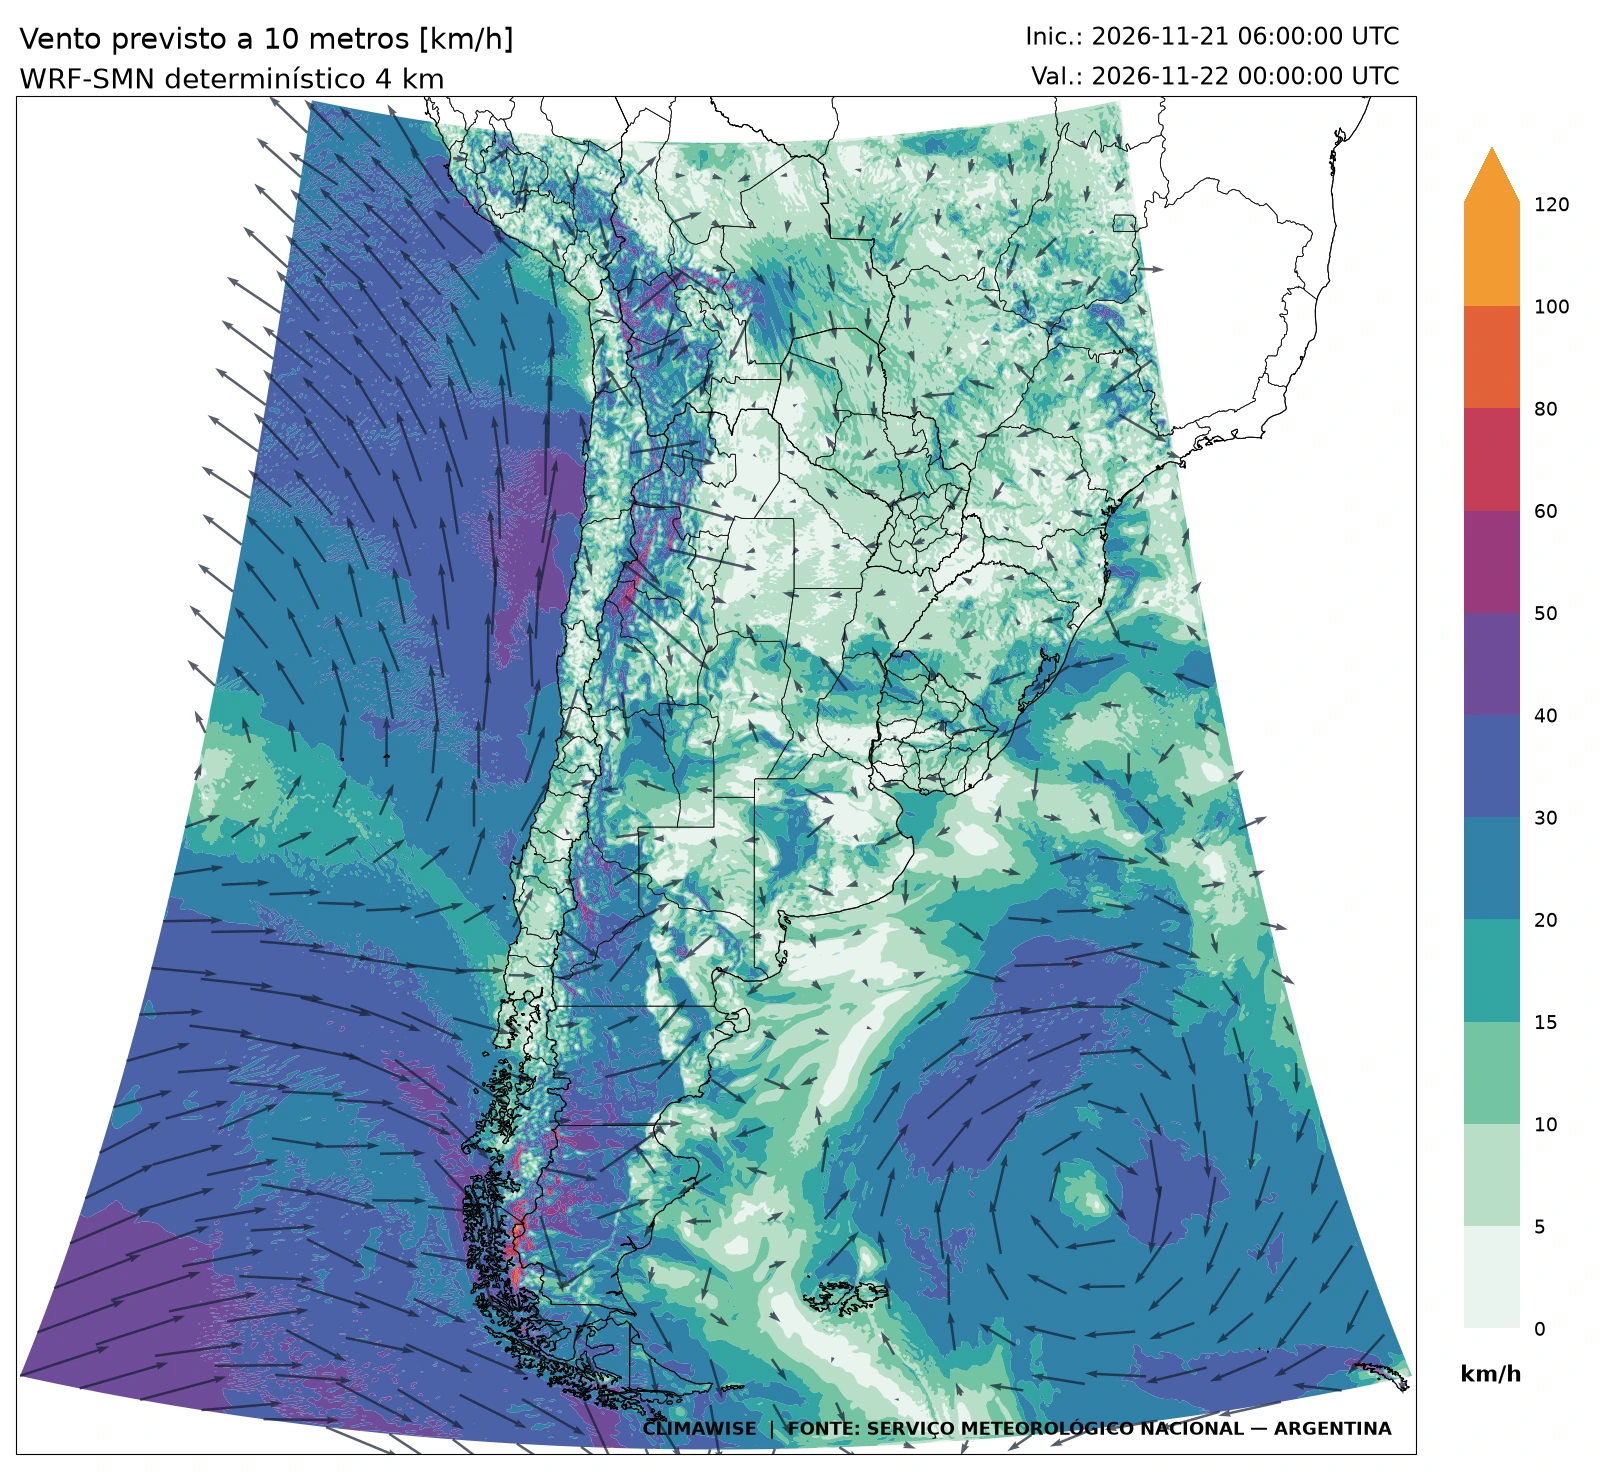 Vento previsto a 10 metros [km/h]
WRF-SMN determinístico 4 km
Inic.: 2026-11-21 06:00:00 UTC
Val.: 2026-11-22 00:00:00 UTC
120
100
80
60
50
40
30
20
15
10
5
0
km/h
CLIMAWISE | FONTE: SERVIÇO METEOROLÓGICO NACIONAL — ARGENTINA